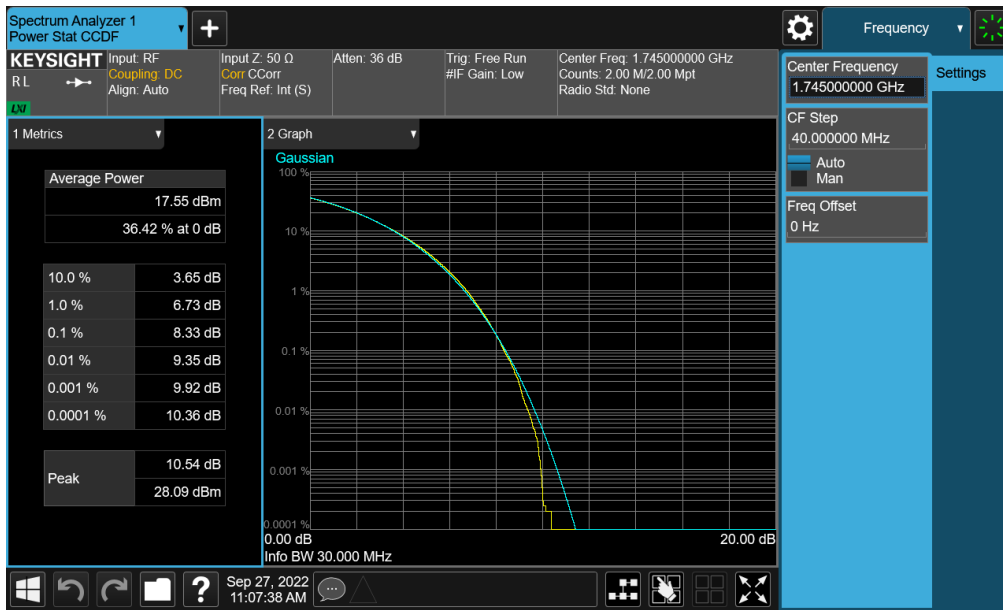 Spectrum Analyzer 1
Power Stat CCDF
▼
+
Frequency
▼
KEYSIGHT
RL
LXI
Input: RF
Coupling: DC
Align: Auto
Input Z: 50 Ω
Corr CCorr
Freq Ref: Int (S)
Atten: 36 dB
Trig: Free Run
#IF Gain: Low
Center Freq: 1.745000000 GHz
Counts: 2.00 M/2.00 Mpt
Radio Std: None
Center Frequency
1.745000000 GHz
Settings
CF Step
40.000000 MHz
Auto
Man
Freq Offset
0 Hz
1 Metrics
▼
Average Power
17.55 dBm
36.42 % at 0 dB
10.0 % 3.65 dB
1.0 % 6.73 dB
0.1 % 8.33 dB
0.01 % 9.35 dB
0.001 % 9.92 dB
0.0001 % 10.36 dB
Peak
10.54 dB
28.09 dBm
2 Graph
▼
Gaussian
100 %
10 %
1 %
0.1 %
0.01 %
0.001 %
0.0001 %
0.00 dB 20.00 dB
Info BW 30.000 MHz
?
Sep 27, 2022
11:07:38 AM